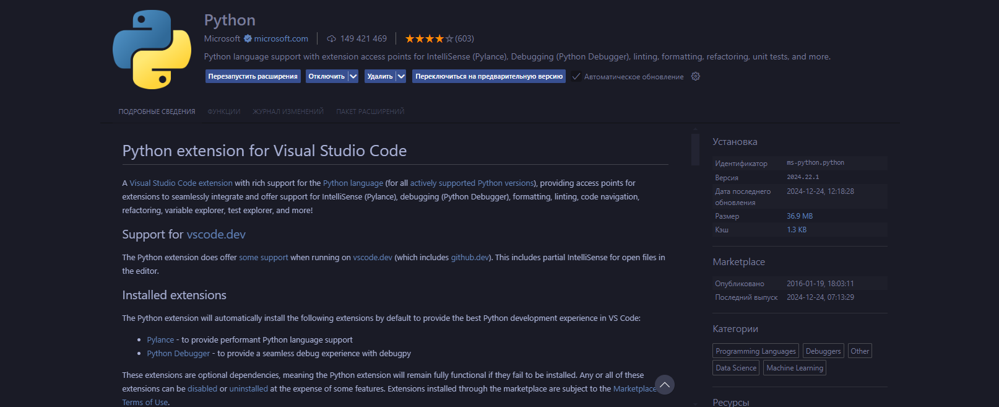 Python
Microsoft microsoft.com 149 421 469 (603)
Python language support with extension access points for IntelliSense (Pylance), Debugging (Python Debugger), linting, formatting, refactoring, unit tests, and more.
Перезапустить расширения Отключить Удалить Переключиться на предварительную версию Автоматическое обновление
ПОДРОБНЫЕ СВЕДЕНИЯ ФУНКЦИИ ЖУРНАЛ ИЗМЕНЕНИЙ ПАКЕТ РАСШИРЕНИЙ
Python extension for Visual Studio Code
A Visual Studio Code extension with rich support for the Python language (for all actively supported Python versions), providing access points for
extensions to seamlessly integrate and offer support for IntelliSense (Pylance), debugging (Python Debugger), formatting, linting, code navigation,
refactoring, variable explorer, test explorer, and more!
Support for vscode.dev
The Python extension does offer some support when running on vscode.dev (which includes github.dev). This includes partial IntelliSense for open files in
the editor.
Installed extensions
The Python extension will automatically install the following extensions by default to provide the best Python development experience in VS Code:
• Pylance - to provide performant Python language support
• Python Debugger - to provide a seamless debug experience with debugpy
These extensions are optional dependencies, meaning the Python extension will remain fully functional if they fail to be installed. Any or all of these
extensions can be disabled or uninstalled at the expense of some features. Extensions installed through the marketplace are subject to the Marketplace
Terms of Use.
Установка
Идентификатор ms-python.python
Версия 2024.22.1
Дата последнего 2024-12-24, 12:18:28
обновления
Размер 36.9 MB
Кэш 1.3 KB
Marketplace
Опубликовано 2016-01-19, 18:03:11
Последний выпуск 2024-12-24, 07:13:29
Категории
Programming Languages Debuggers Other
Data Science Machine Learning
Ресурсы